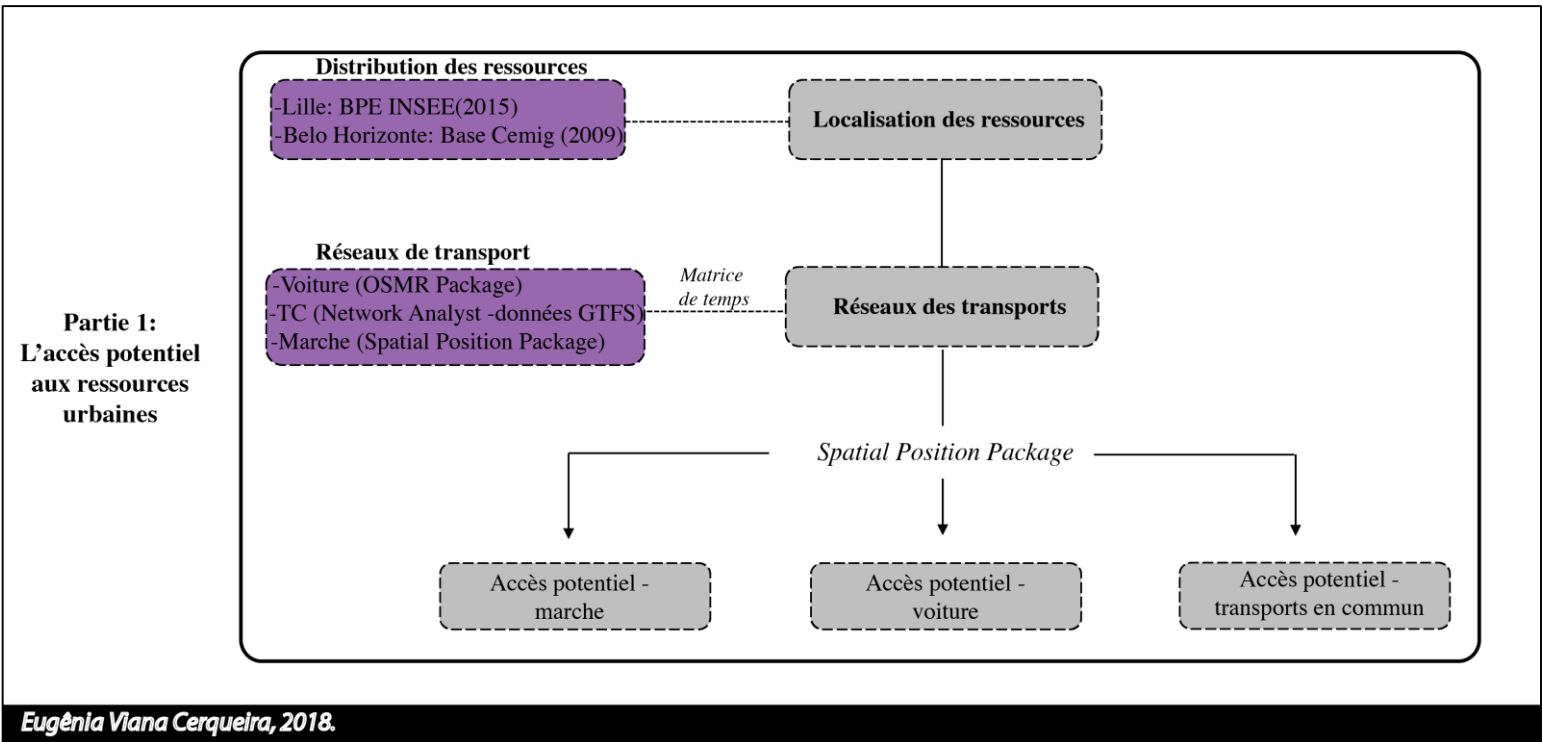 Partie 1:
L'accès potentiel
aux ressources
urbaines
Distribution des ressources
-Lille: BPE INSEE(2015)
-Belo Horizonte: Base Cemig (2009)
Localisation des ressources
Réseaux de transport
-Voiture (OSMR Package)
-TC (Network Analyst -données GTFS)
-Marche (Spatial Position Package)
Matrice
de temps
Réseaux des transports
Spatial Position Package
Accès potentiel -
marche
Accès potentiel -
voiture
Accès potentiel -
transports en commun
Eugênia Viana Cerqueira, 2018.